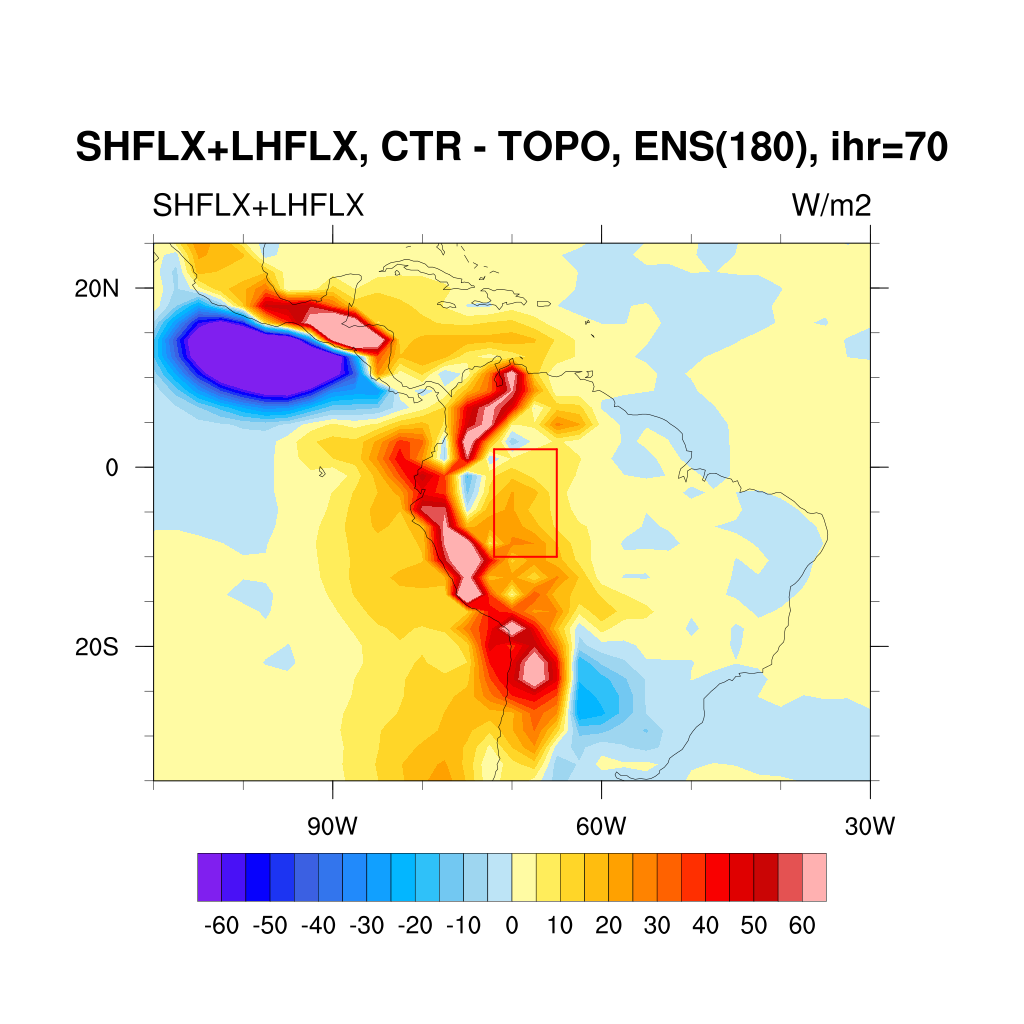 SHFLX+LHFLX, CTR - TOPO, ENS(180), ihr=70
SHFLX+LHFLX W/m2
20N
0
20S
90W 60W 30W
-60 -50 -40 -30 -20 -10 0 10 20 30 40 50 60